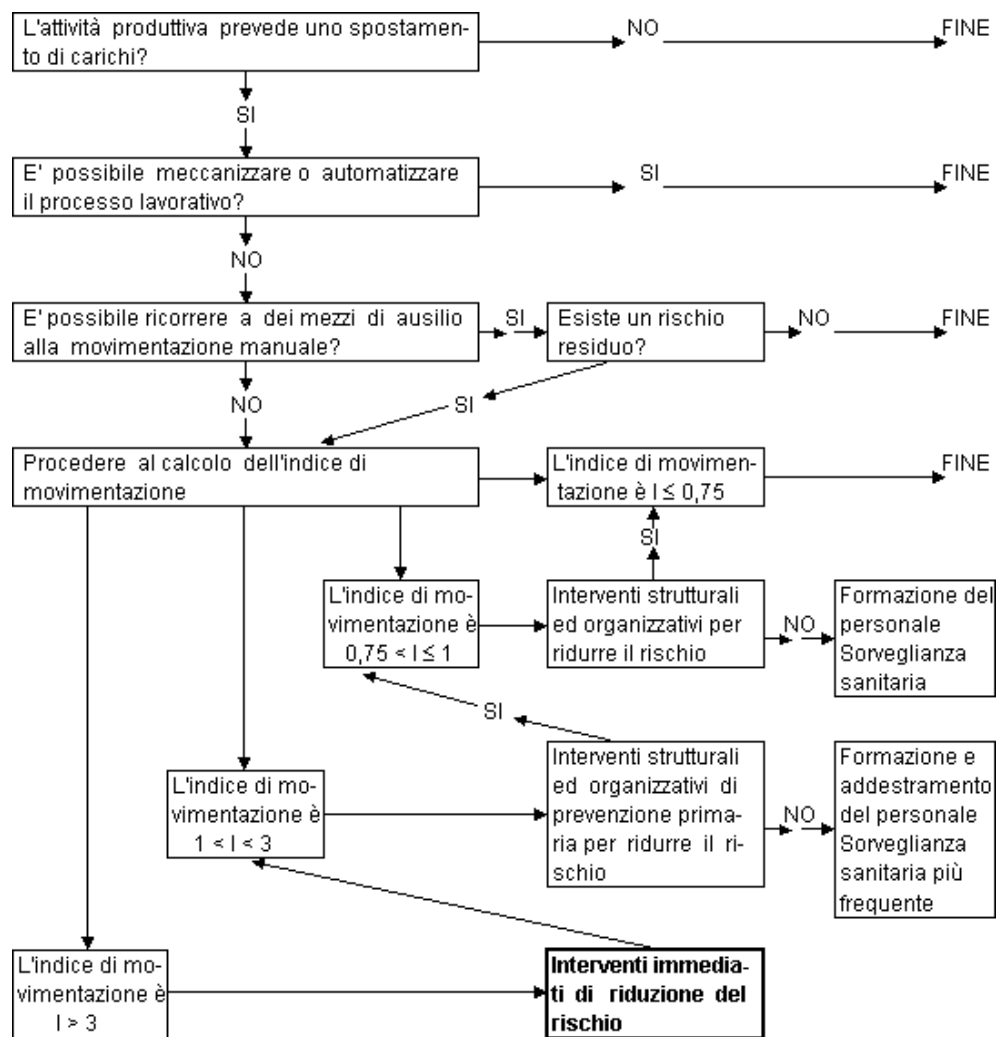 L'attività produttiva prevede uno spostamen-
to di carichi?
NO
FINE
SI
E' possibile meccanizzare o automatizzare
il processo lavorativo?
SI
FINE
NO
E' possibile ricorrere a dei mezzi di ausilio
alla movimentazione manuale?
SI
Esiste un rischio
residuo?
NO
FINE
SI
NO
Procedere al calcolo dell'indice di
movimentazione
L'indice di movimen-
tazione è I ≤ 0,75
FINE
SI
L'indice di mo-
vimentazione è
0,75 < I ≤ 1
Interventi strutturali
ed organizzativi per
ridurre il rischio
NO
Formazione del
personale
Sorveglianza
sanitaria
SI
L'indice di mo-
vimentazione è
1 < I < 3
Interventi strutturali
ed organizzativi di
prevenzione prima-
ria per ridurre il ri-
schio
NO
Formazione e
addestramento
del personale
Sorveglianza
sanitaria più
frequente
L'indice di mo-
vimentazione è
I > 3
Interventi immedia-
ti di riduzione del
rischio